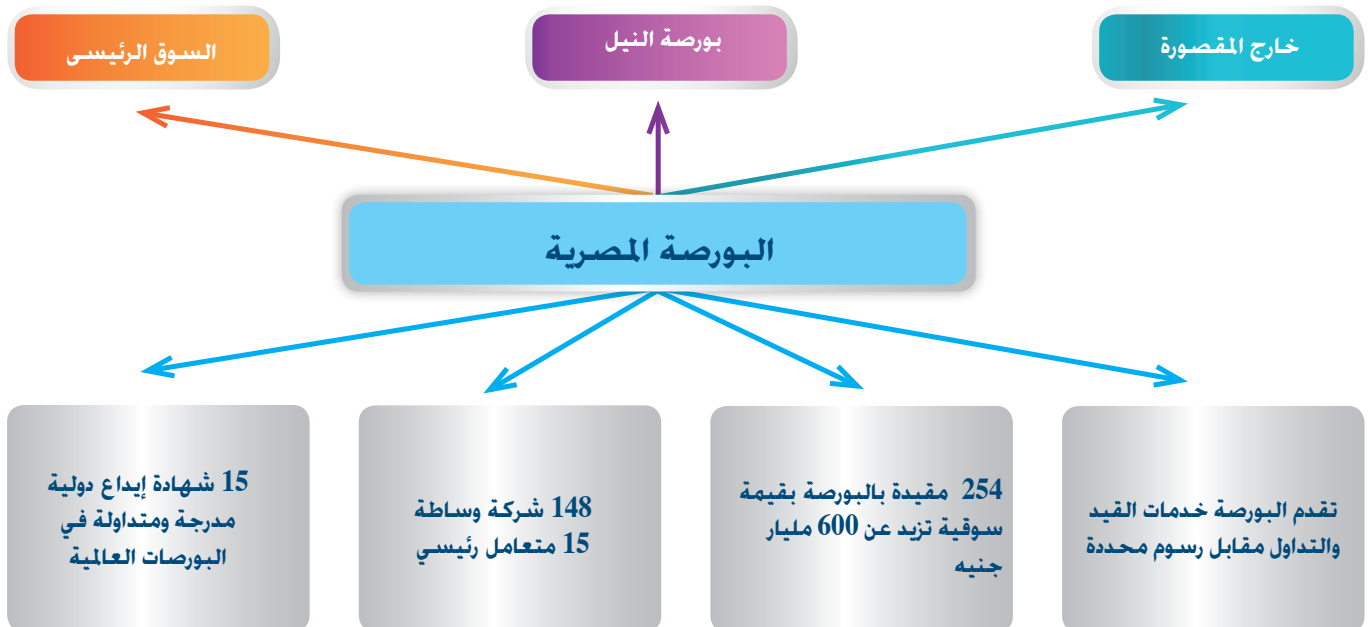 خارج المقصورة
بورصة النيل
السوق الرئيسى
البورصة المصرية
تقدم البورصة خدمات القيد
والتداول مقابل رسوم محددة
254 مقيدة بالبورصة بقيمة
سوقية تزيد عن 600 مليار
جنيه
148 شركة وساطة
15 متعامل رئيسي
15 شهادة إيداع دولية
مدرجة ومتداولة في
البورصات العالمية